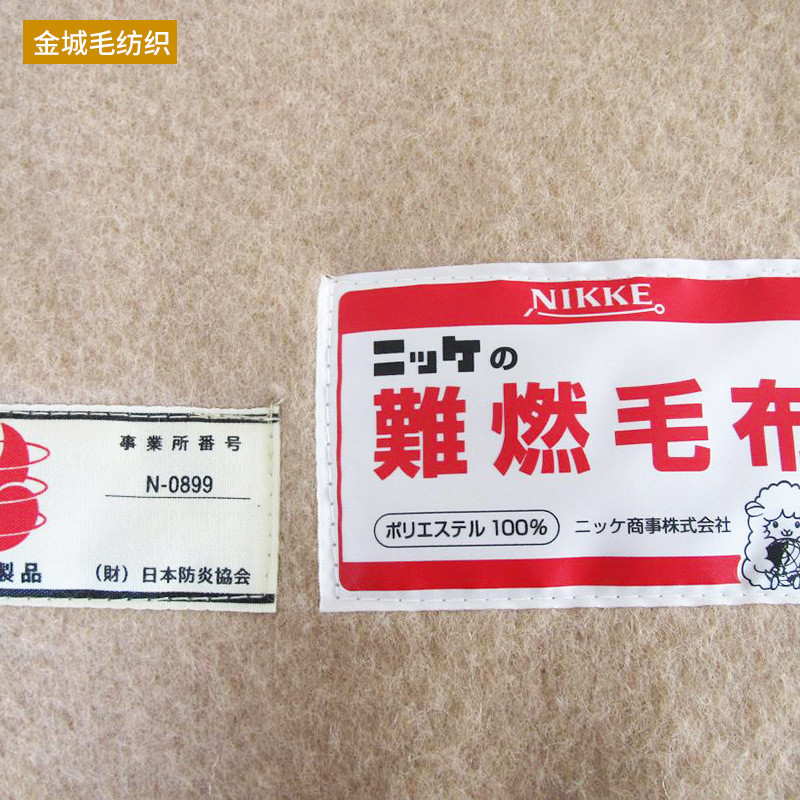 金城毛纺织
NIKKE
ニッケの
難燃毛布
ポリエステル 100%
ニッケ商事株式会社
事業所番号
N-0899
製品
(財)日本防炎協会